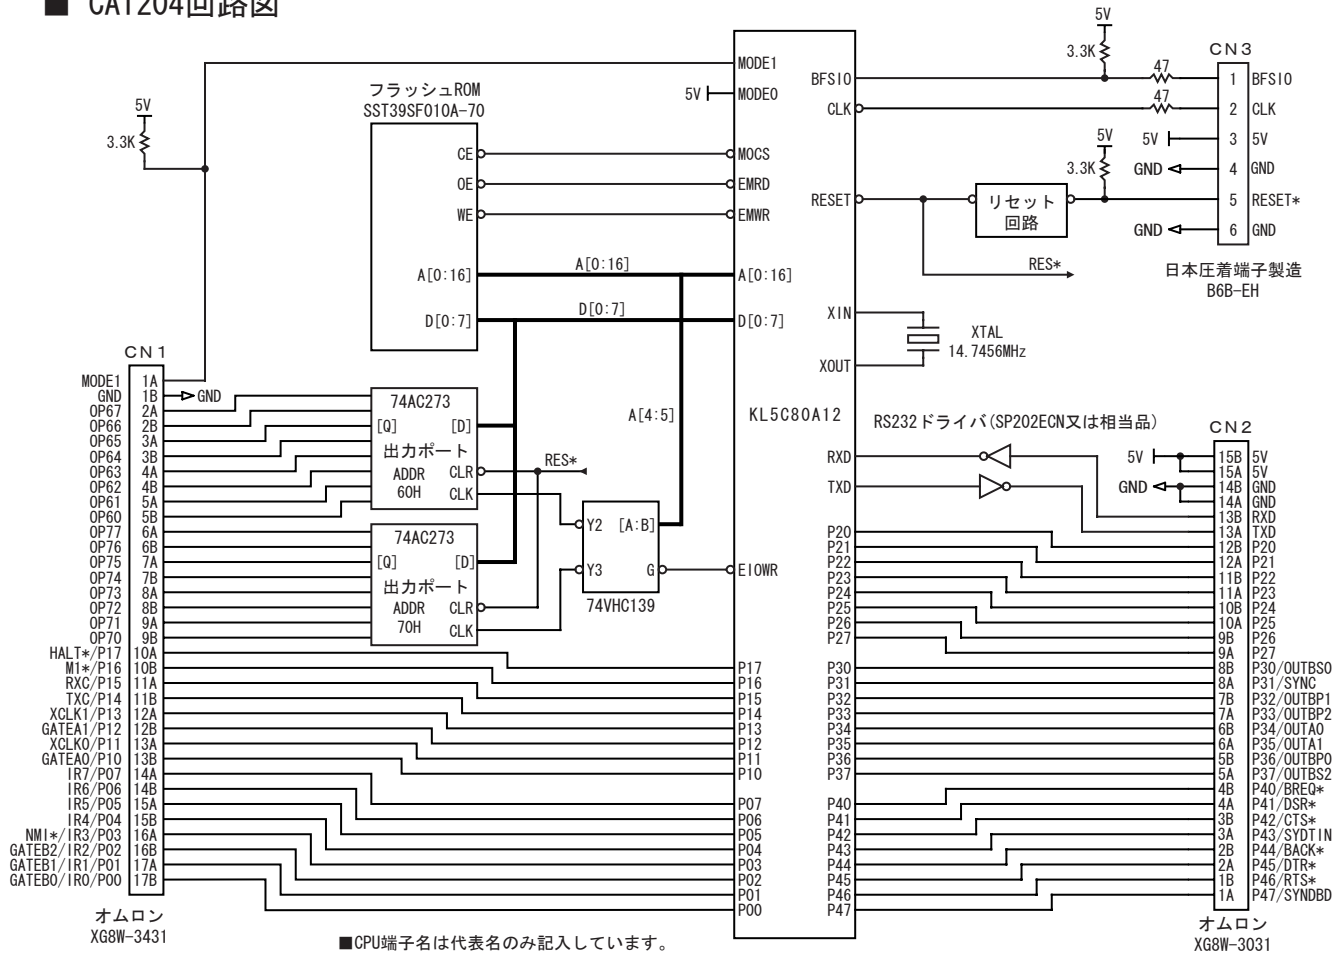 ■ CA1204回路図
5V
3.3K
フラッシュROM
SST39SF010A-70
CE
OE
WE
A[0:16]
D[0:7]
A[0:16]
D[0:7]
A[4:5]
MODE1
5V
MODE0
MOCS
EMRD
EMWR
A[0:16]
D[0:7]
KL5C80A12
EIOWR
P17
P16
P15
P14
P13
P12
P11
P10
P07
P06
P05
P04
P03
P02
P01
P00
BFSIO
CLK
RESET
XIN
XOUT
RXD
TXD
P20
P21
P22
P23
P24
P25
P26
P27
P30
P31
P32
P33
P34
P35
P36
P37
P40
P41
P42
P43
P44
P45
P46
P47
5V
3.3K
47
47
5V
3.3K
リセット
回路
RES*
XTAL
14.7456MHz
CN3
1 BFSIO
2 CLK
5V 3 5V
GND 4 GND
5 RESET*
GND 6 GND
日本圧着端子製造
B6B-EH
CN1
MODE1 1A
GND 1B GND
OP67 2A
OP66 2B
OP65 3A
OP64 3B
OP63 4A
OP62 4B
OP61 5A
OP60 5B
OP77 6A
OP76 6B
OP75 7A
OP74 7B
OP73 8A
OP72 8B
OP71 9A
OP70 9B
HALT*/P17 10A
M1*/P16 10B
RXC/P15 11A
TXC/P14 11B
XCLK1/P13 12A
GATEA1/P12 12B
XCLK0/P11 13A
GATEA0/P10 13B
IR7/P07 14A
IR6/P06 14B
IR5/P05 15A
IR4/P04 15B
NMI*/IR3/P03 16A
GATEB2/IR2/P02 16B
GATEB1/IR1/P01 17A
GATEB0/IR0/P00 17B
オムロン
XG8W-3431
74AC273
[Q] [D]
出力ポート
ADDR
60H
CLR
CLK
RES*
74AC273
[Q] [D]
出力ポート
ADDR
70H
CLR
CLK
Y2 [A:B]
Y3 G
74VHC139
RS232ドライバ(SP202ECN又は相当品)
CN2
5V 15B 5V
15A 5V
GND 14B GND
14A GND
13B RXD
13A TXD
12B P20
12A P21
11B P22
11A P23
10B P24
10A P25
9B P26
9A P27
8B P30/OUTBS0
8A P31/SYNC
7B P32/OUTBP1
7A P33/OUTBP2
6B P34/OUTA0
6A P35/OUTA1
5B P36/OUTBP0
5A P37/OUTBS2
4B P40/BREQ*
4A P41/DSR*
3B P42/CTS*
3A P43/SYDTIN
2B P44/BACK*
2A P45/DTR*
1B P46/RTS*
1A P47/SYNDBD
オムロン
XG8W-3031
■CPU端子名は代表名のみ記入しています。